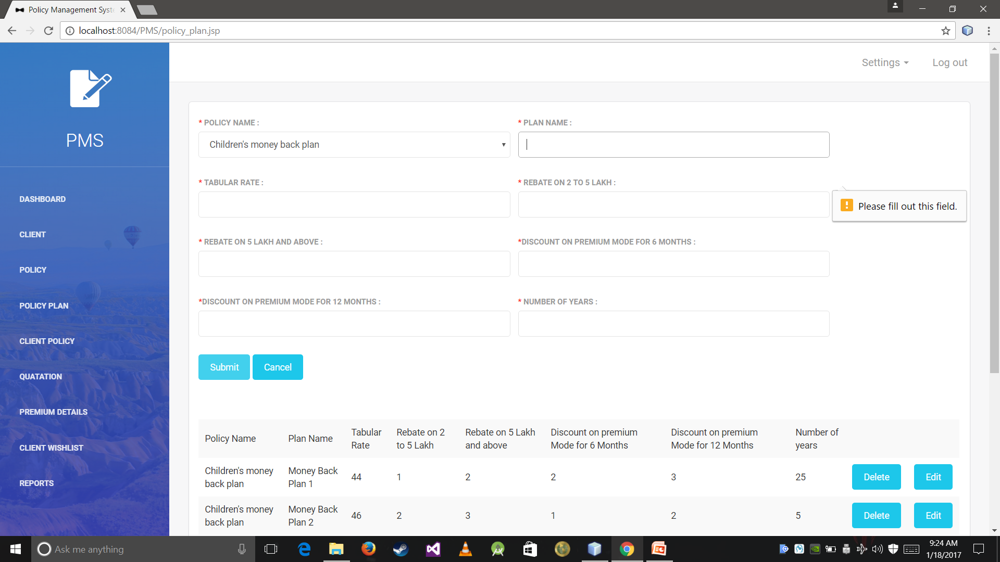 Policy Management Syste
localhost:8084/PMS/policy_plan.jsp
Settings
Log out
PMS
DASHBOARD
CLIENT
POLICY
POLICY PLAN
CLIENT POLICY
QUATATION
PREMIUM DETAILS
CLIENT WISHLIST
REPORTS
* POLICY NAME :
* PLAN NAME :
Children's money back plan
* TABULAR RATE :
* REBATE ON 2 TO 5 LAKH :
Please fill out this field.
* REBATE ON 5 LAKH AND ABOVE :
*DISCOUNT ON PREMIUM MODE FOR 6 MONTHS :
*DISCOUNT ON PREMIUM MODE FOR 12 MONTHS :
* NUMBER OF YEARS :
Submit
Cancel
Policy Name
Plan Name
Tabular
Rate
Rebate on 2
to 5 Lakh
Rebate on 5 Lakh
and above
Discount on premium
Mode for 6 Months
Discount on premium
Mode for 12 Months
Number of
years
Children's money
back plan
Money Back
Plan 1
44
1
2
2
3
25
Delete
Edit
Children's money
back plan
Money Back
Plan 2
46
2
3
1
2
5
Delete
Edit
Ask me anything
9:24 AM
1/18/2017